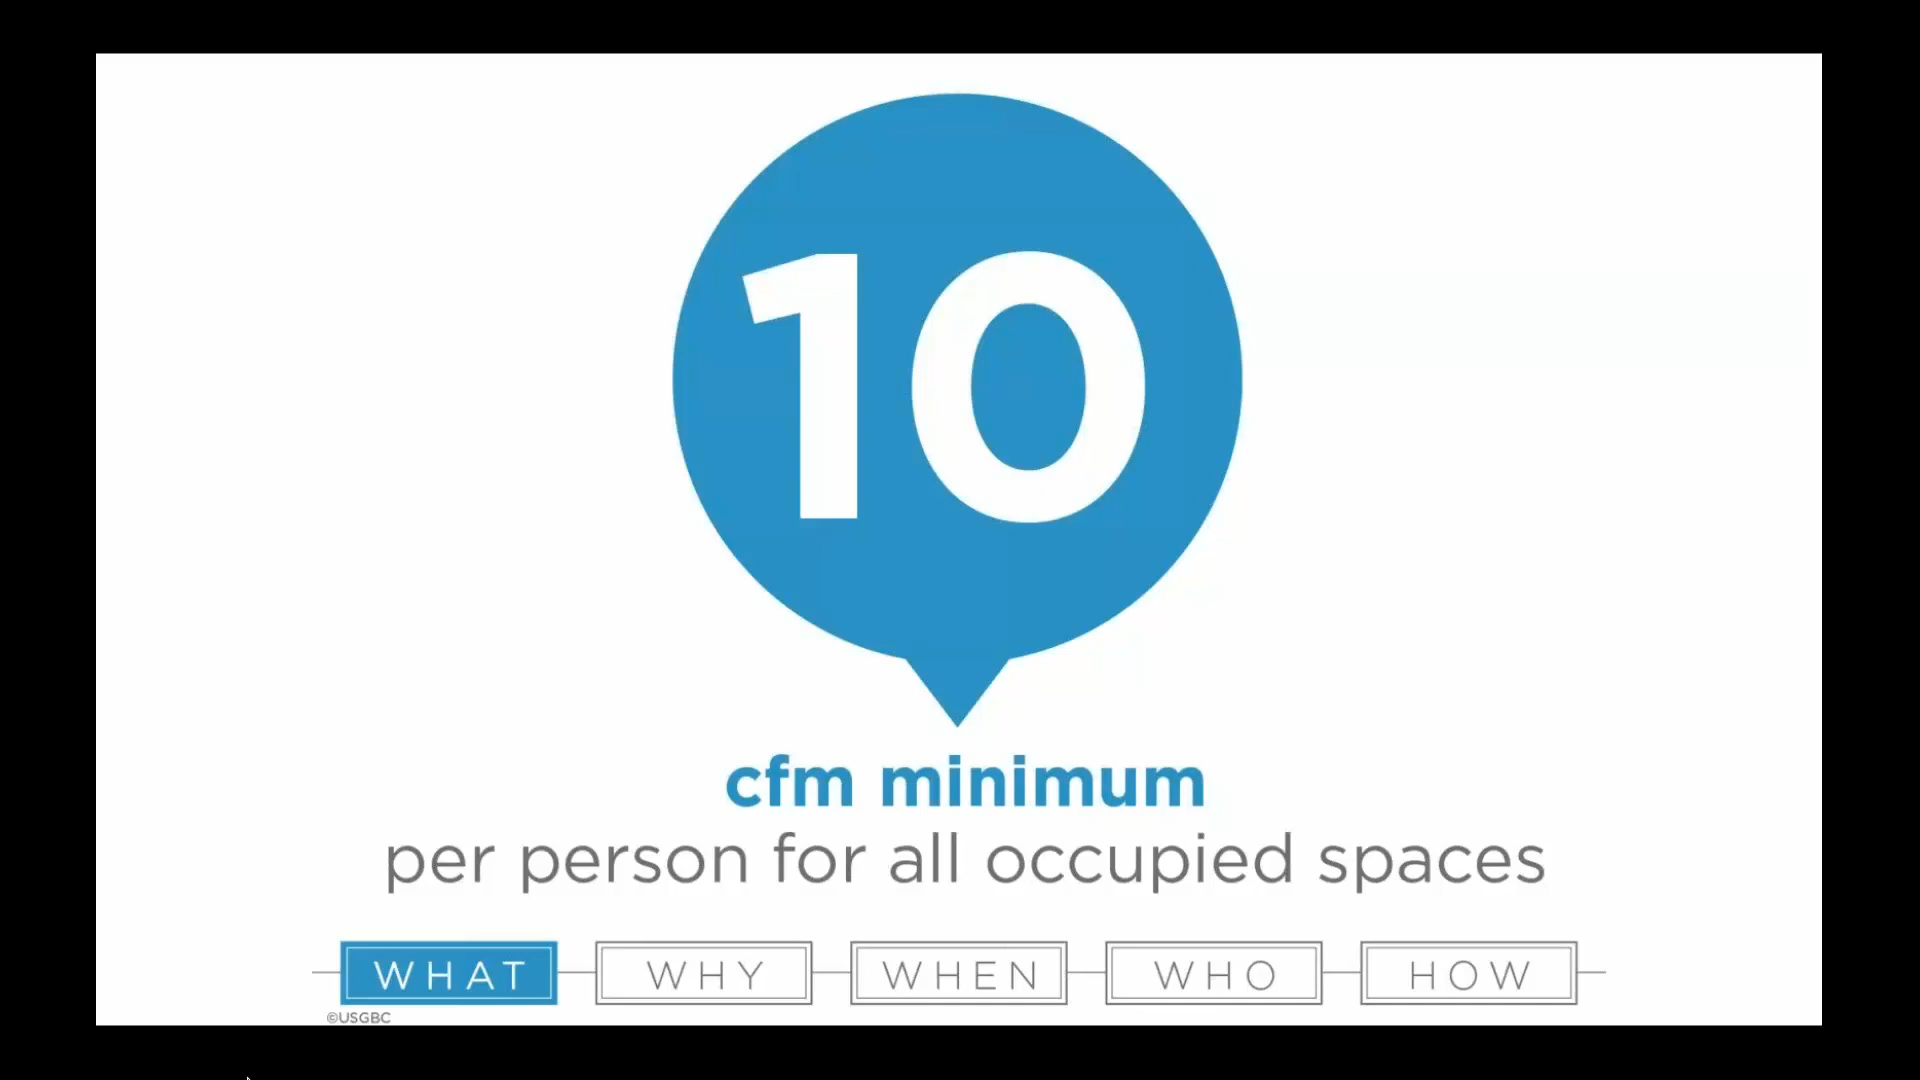 10
cfm minimum
per person for all occupied spaces
WHAT WHY WHEN WHO HOW
©USGBC